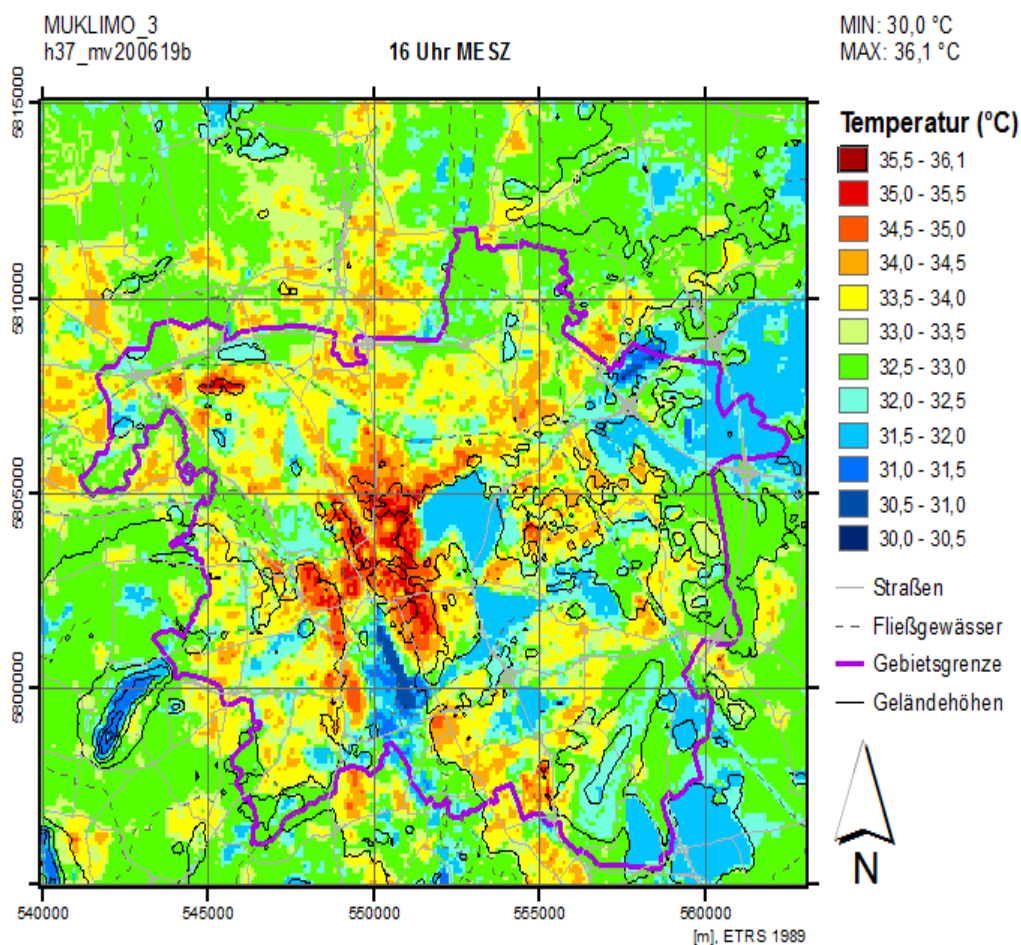 MUKLIMO_3
h37_mv200619b
16 Uhr MESZ
MIN: 30,0 °C
MAX: 36,1 °C
5815000
5810000
5805000
5800000
540000
545000
550000
555000
560000
[m], ETRS 1989
Temperatur (°C)
35,5 - 36,1
35,0 - 35,5
34,5 - 35,0
34,0 - 34,5
33,5 - 34,0
33,0 - 33,5
32,5 - 33,0
32,0 - 32,5
31,5 - 32,0
31,0 - 31,5
30,5 - 31,0
30,0 - 30,5
Straßen
Fließgewässer
Gebietsgrenze
Geländehöhen
N